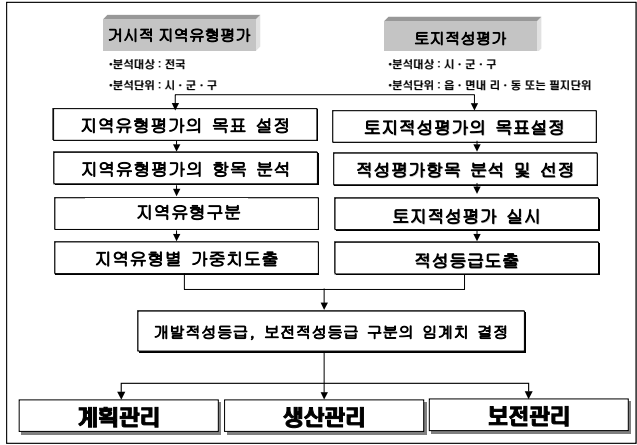 거시적 지역유형평가
•분석대상 : 전국
•분석단위 : 시 · 군 · 구
토지적성평가
•분석대상 : 시 · 군 · 구
•분석단위 : 읍 · 면내 리 · 동 또는 필지단위
지역유형평가의 목표 설정
지역유형평가의 항목 분석
지역유형구분
지역유형별 가중치도출
토지적성평가의 목표설정
적성평가항목 분석 및 선정
토지적성평가 실시
적성등급도출
개발적성등급, 보전적성등급 구분의 임계치 결정
계획관리
생산관리
보전관리